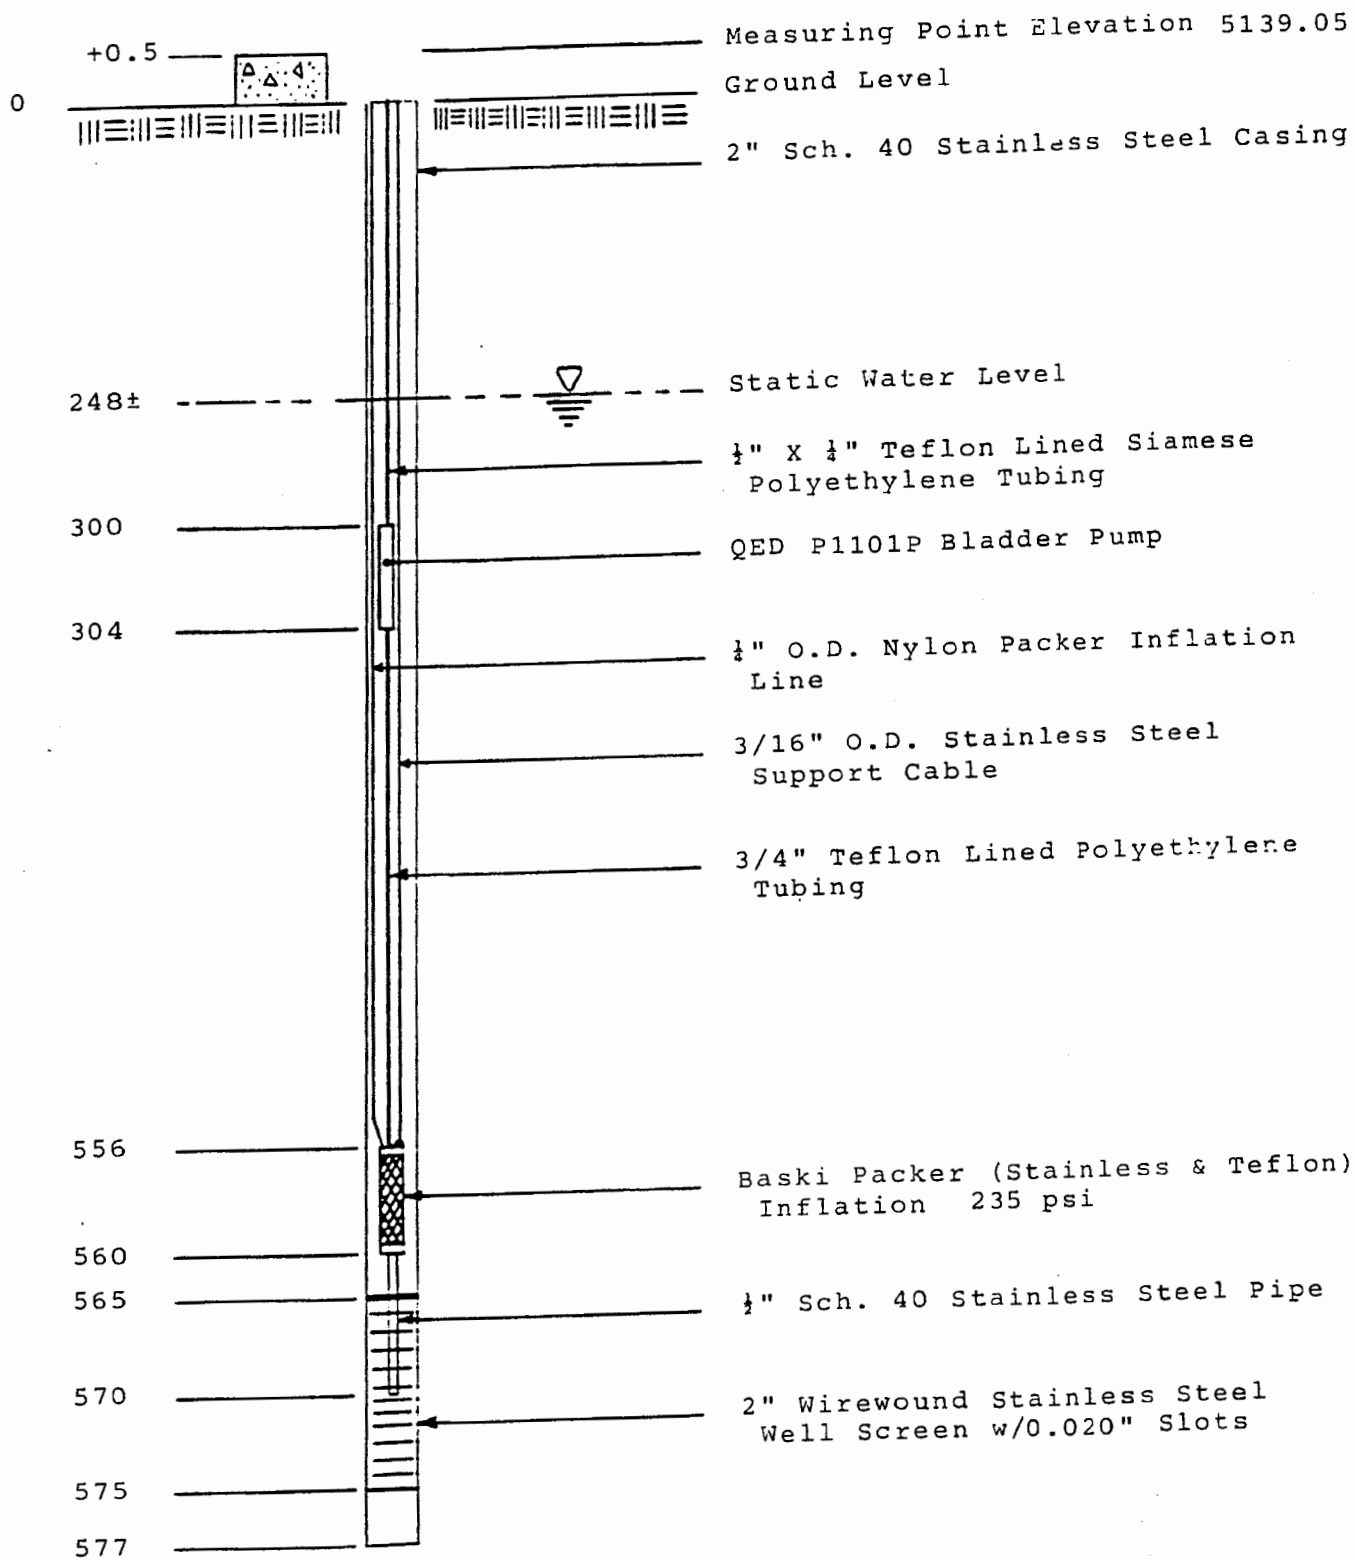 Measuring Point Elevation 5139.05
+0.5
Ground Level
0
2" Sch. 40 Stainless Steel Casing
Static Water Level
248±
½" X ¼" Teflon Lined Siamese
Polyethylene Tubing
300
QED P1101P Bladder Pump
304
¼" O.D. Nylon Packer Inflation
Line
3/16" O.D. Stainless Steel
Support Cable
3/4" Teflon Lined Polyethylene
Tubing
556
Baski Packer (Stainless & Teflon)
Inflation 235 psi
560
565
½" Sch. 40 Stainless Steel Pipe
570
2" Wirewound Stainless Steel
Well Screen w/0.020" Slots
575
577